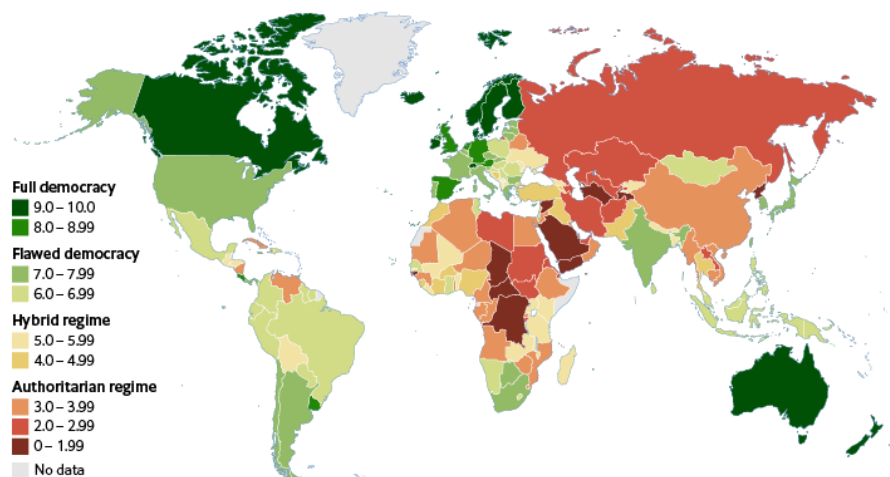 Full democracy
9.0 – 10.0
8.0 – 8.99
Flawed democracy
7.0 – 7.99
6.0 – 6.99
Hybrid regime
5.0 – 5.99
4.0 – 4.99
Authoritarian regime
3.0 – 3.99
2.0 – 2.99
0 – 1.99
No data